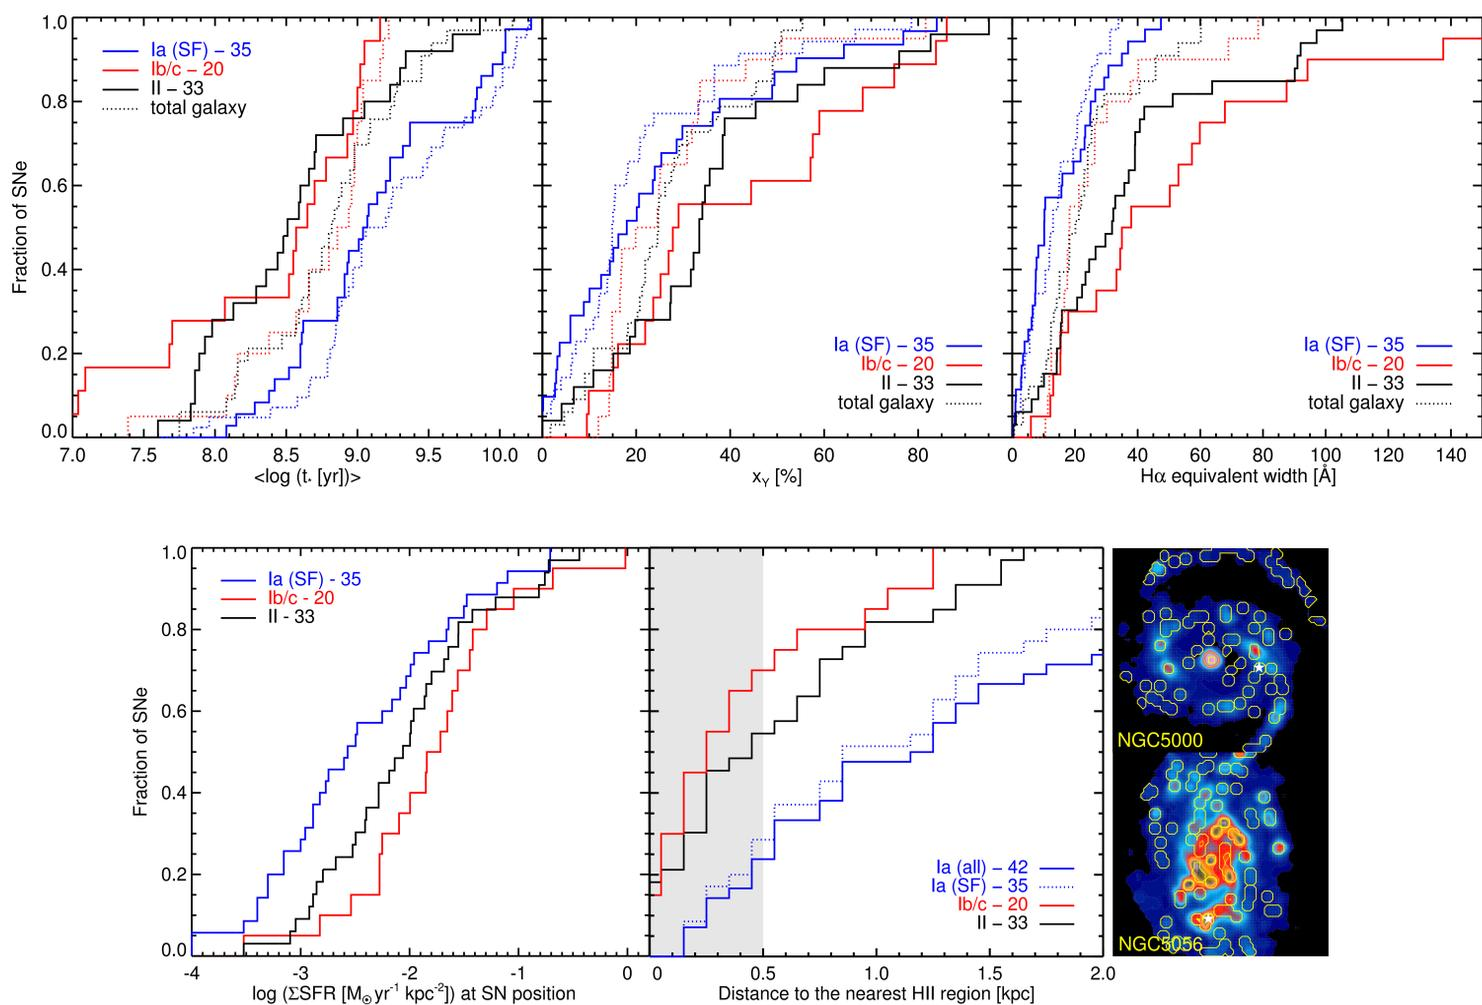 1.0
0.8
0.6
0.4
0.2
0.0
Fraction of SNe
Ia (SF) – 35
Ib/c – 20
II – 33
total galaxy
7.0 7.5 8.0 8.5 9.0 9.5 10.0
<log (t* [yr])>
Ia (SF) – 35
Ib/c – 20
II – 33
total galaxy
0 20 40 60 80
xY [%]
Ia (SF) – 35
Ib/c – 20
II – 33
total galaxy
0 20 40 60 80 100 120 140
Hα equivalent width [Å]
1.0
0.8
0.6
0.4
0.2
0.0
Fraction of SNe
Ia (SF) - 35
Ib/c - 20
II - 33
-4 -3 -2 -1 0
log (ΣSFR [M⊙ yr-1 kpc-2]) at SN position
Ia (all) – 42
Ia (SF) – 35
Ib/c – 20
II – 33
0 0.5 1.0 1.5 2.0
Distance to the nearest HII region [kpc]
NGC5000
NGC5056